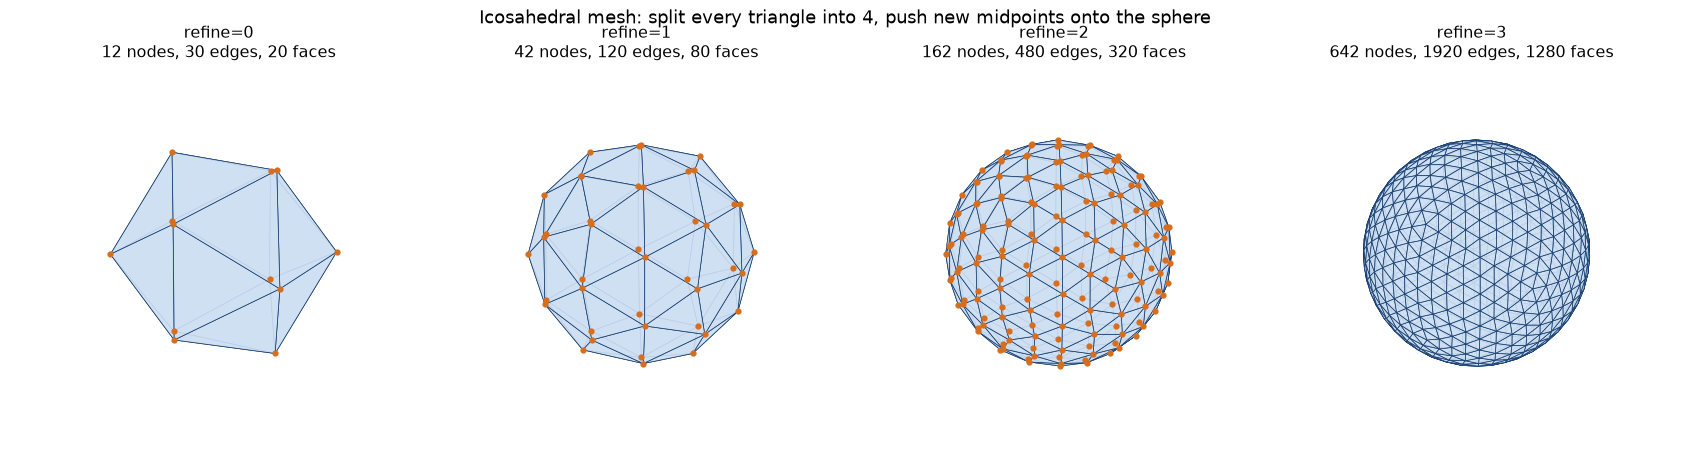 Icosahedral mesh: split every triangle into 4, push new midpoints onto the sphere
refine=0
12 nodes, 30 edges, 20 faces
refine=1
42 nodes, 120 edges, 80 faces
refine=2
162 nodes, 480 edges, 320 faces
refine=3
642 nodes, 1920 edges, 1280 faces